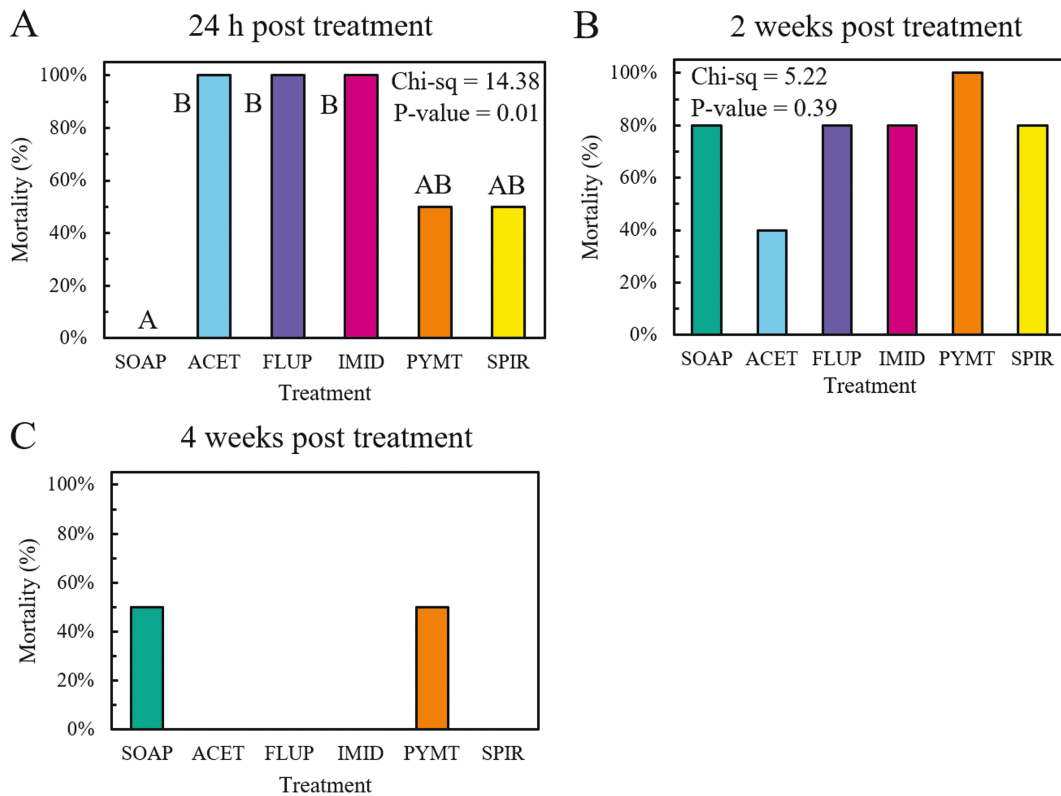 A
24 h post treatment
Mortality (%)
100%
80%
60%
40%
20%
0%
Chi-sq = 14.38
P-value = 0.01
A
B
B
B
AB
AB
SOAP ACET FLUP IMID PYMT SPIR
Treatment
B
2 weeks post treatment
Mortality (%)
100%
80%
60%
40%
20%
0%
Chi-sq = 5.22
P-value = 0.39
SOAP ACET FLUP IMID PYMT SPIR
Treatment
C
4 weeks post treatment
Mortality (%)
100%
80%
60%
40%
20%
0%
SOAP ACET FLUP IMID PYMT SPIR
Treatment